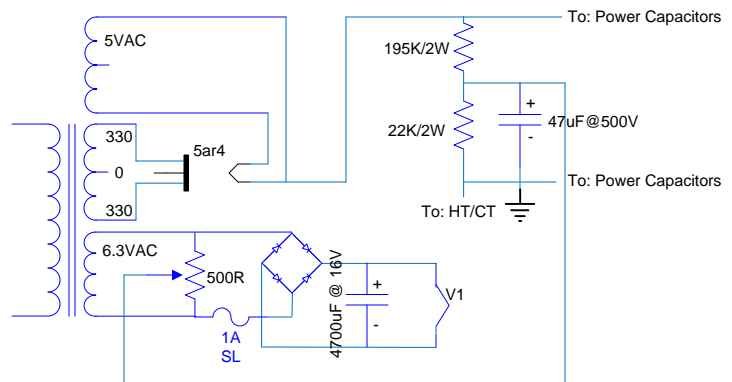 5VAC
To: Power Capacitors
195K/2W
330
5ar4
22K/2W
+
47uF@500V
-
0
To: Power Capacitors
330
To: HT/CT
6.3VAC
500R
4700uF @ 16V
+
-
V1
1A
SL